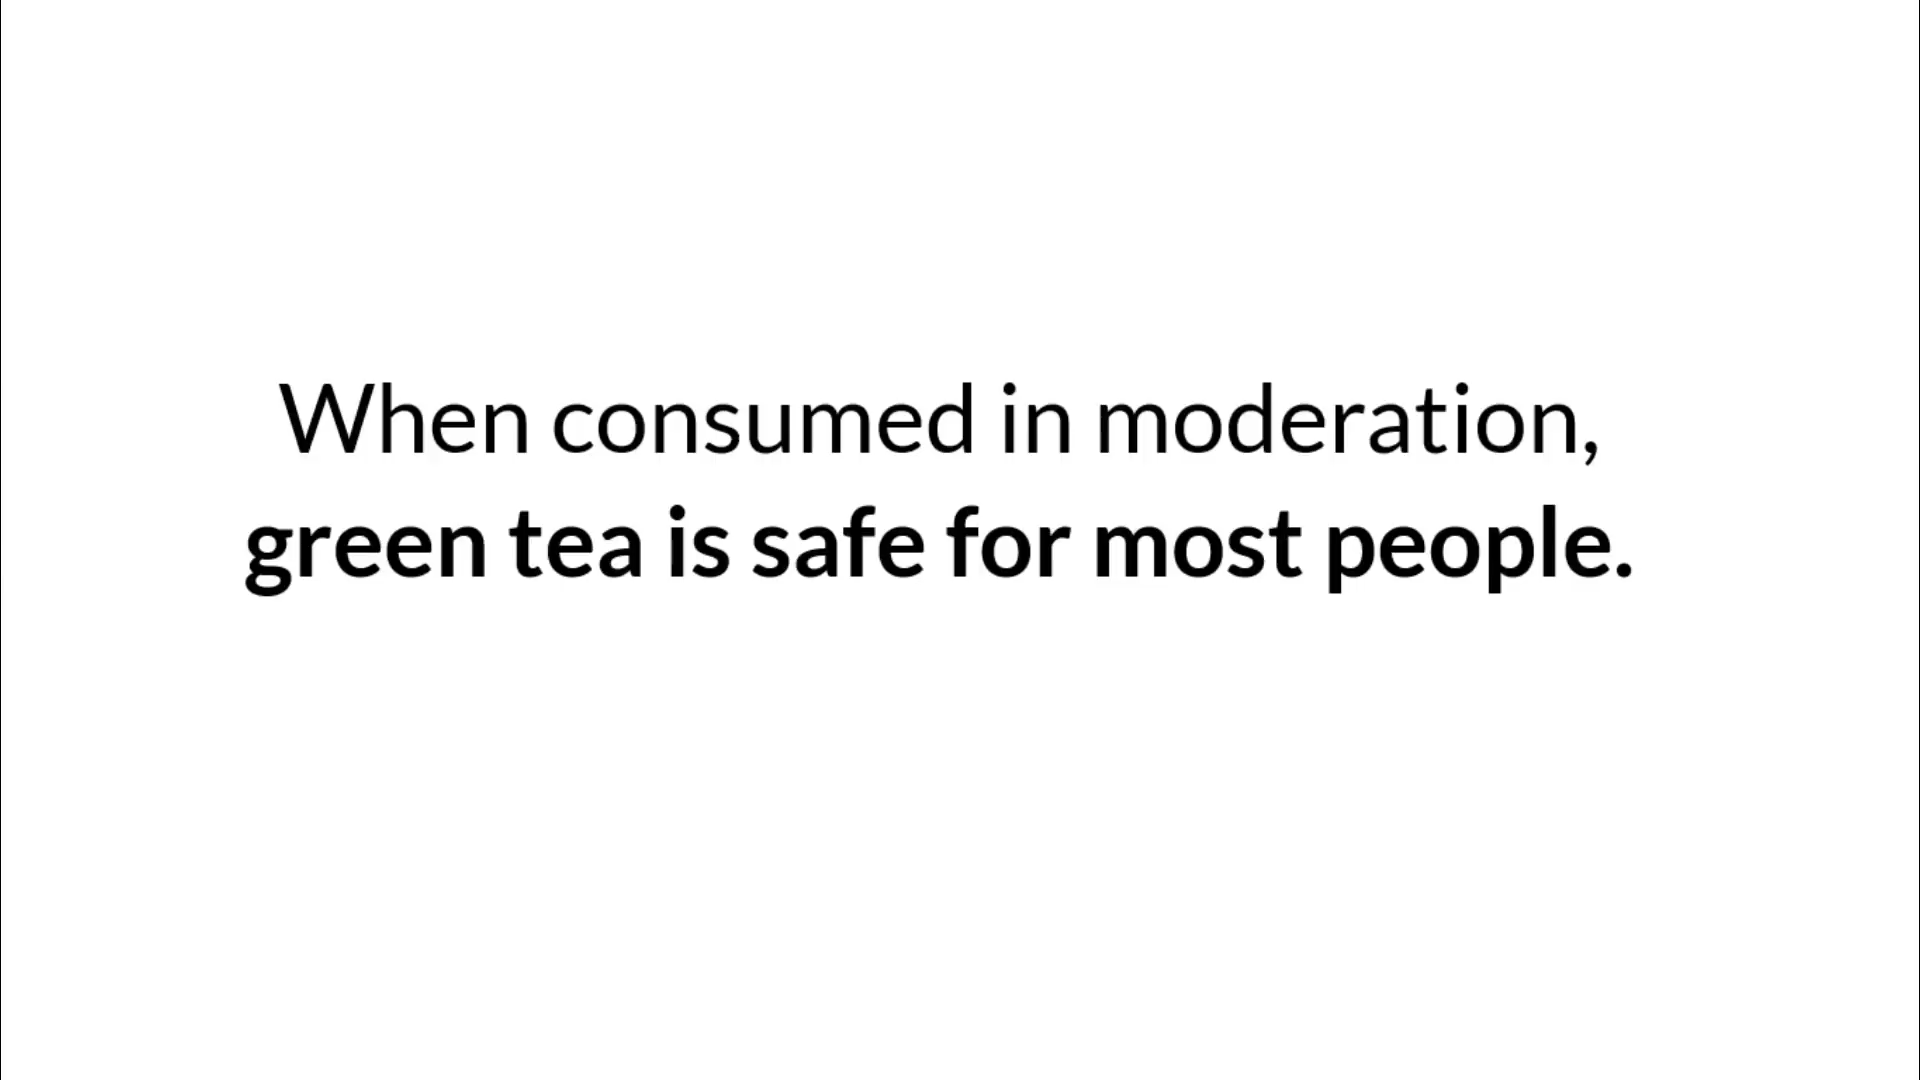 When consumed in moderation,
green tea is safe for most people.